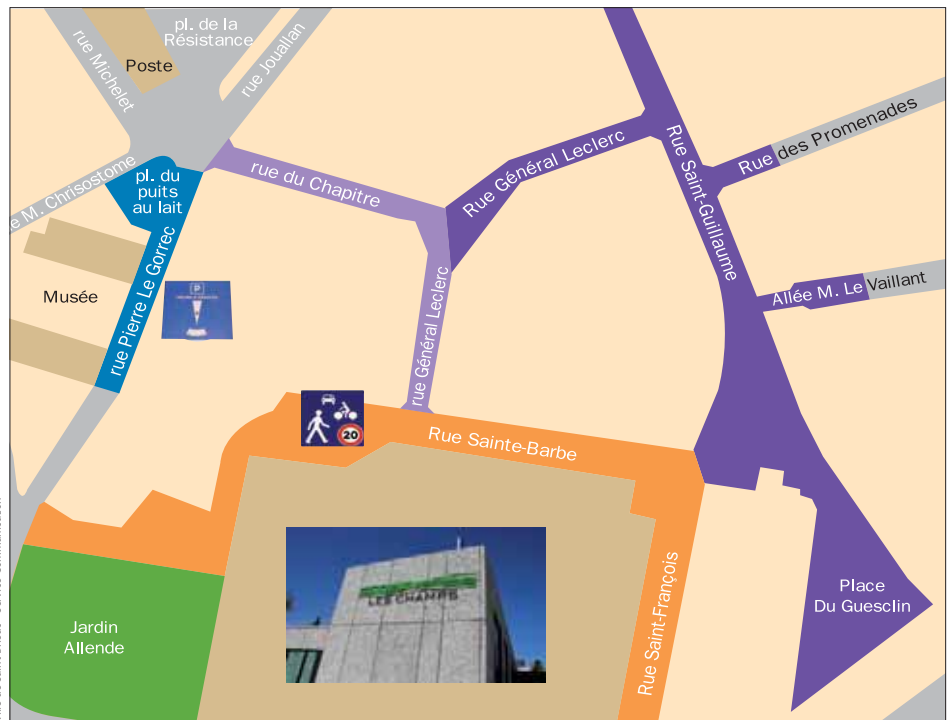 pl. de la
Résistance
Poste
rue Michelet
rue Jouallan
M. Chrisostome
pl. du
puits
au lait
rue du Chapitre
Rue Général Leclerc
Rue Saint-Guillaume
Rue des Promenades
Musée
rue Pierre Le Gorrec
P
rue Général Leclerc
Allée M. Le Vaillant
20
Rue Sainte-Barbe
LES CHAMPS
Rue Saint-François
Place
Du Guesclin
Jardin
Allende